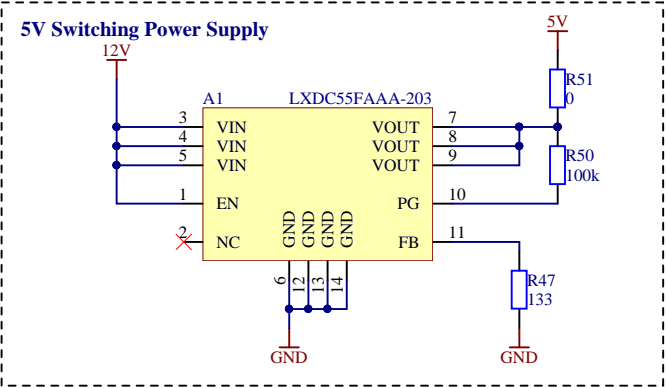 5V Switching Power Supply
12V
5V
A1
LXDC55FAAA-203
R51
0
3
VIN
VOUT
7
4
VIN
VOUT
8
5
VIN
VOUT
9
R50
100k
1
EN
PG
10
2
NC
GND
GND
GND
GND
FB
11
6
12
13
14
R47
133
GND
GND